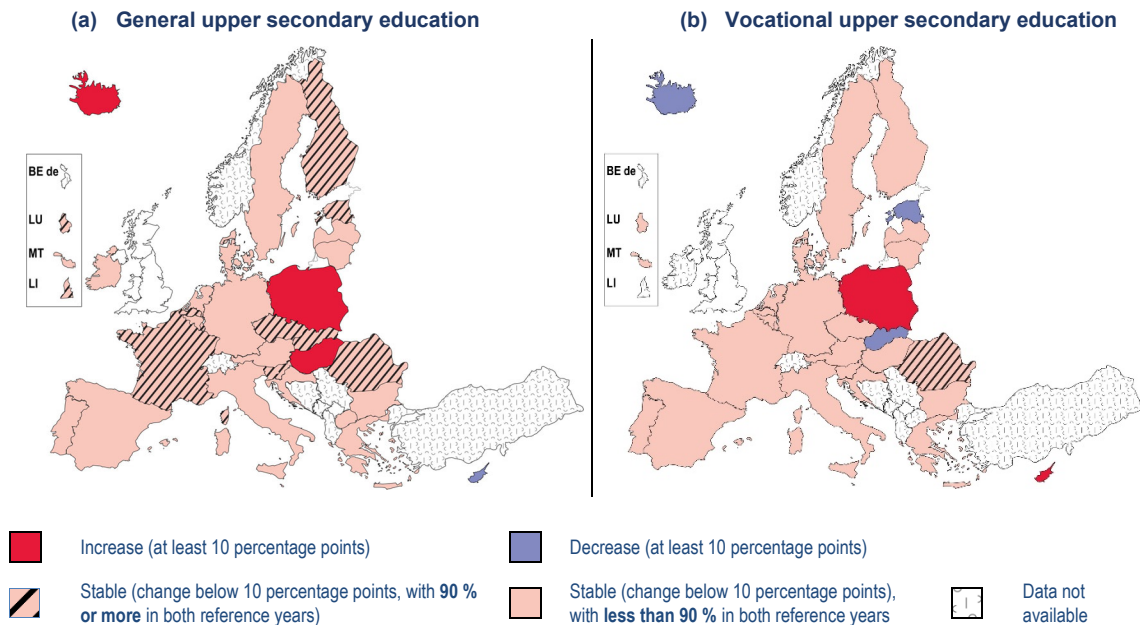 (a) General upper secondary education
(b) Vocational upper secondary education
BE de
LU
MT
LI
BE de
LU
MT
LI
Increase (at least 10 percentage points)
Decrease (at least 10 percentage points)
Stable (change below 10 percentage points, with 90 %
or more in both reference years)
Stable (change below 10 percentage points),
with less than 90 % in both reference years
Data not
available